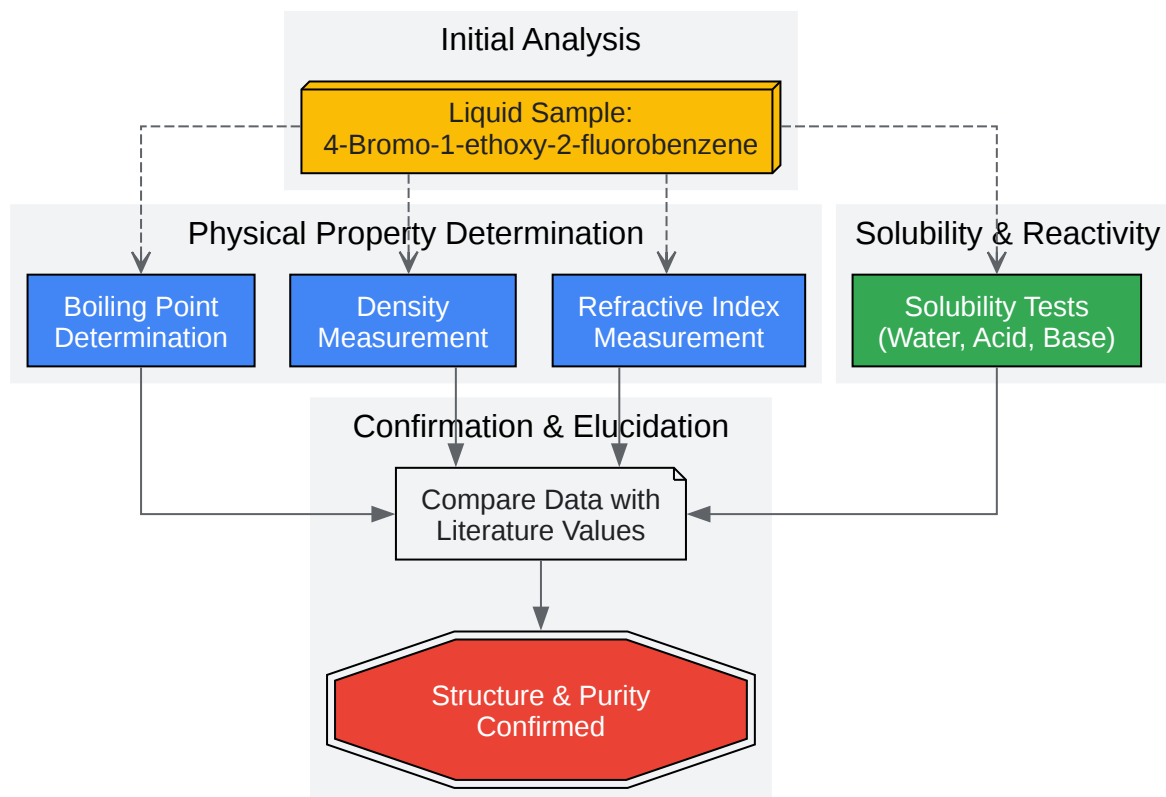 Initial Analysis
Liquid Sample:
4-Bromo-1-ethoxy-2-fluorobenzene
Physical Property Determination
Solubility & Reactivity
Boiling Point
Determination
Density
Measurement
Refractive Index
Measurement
Solubility Tests
(Water, Acid, Base)
Confirmation & Elucidation
Compare Data with
Literature Values
Structure & Purity
Confirmed